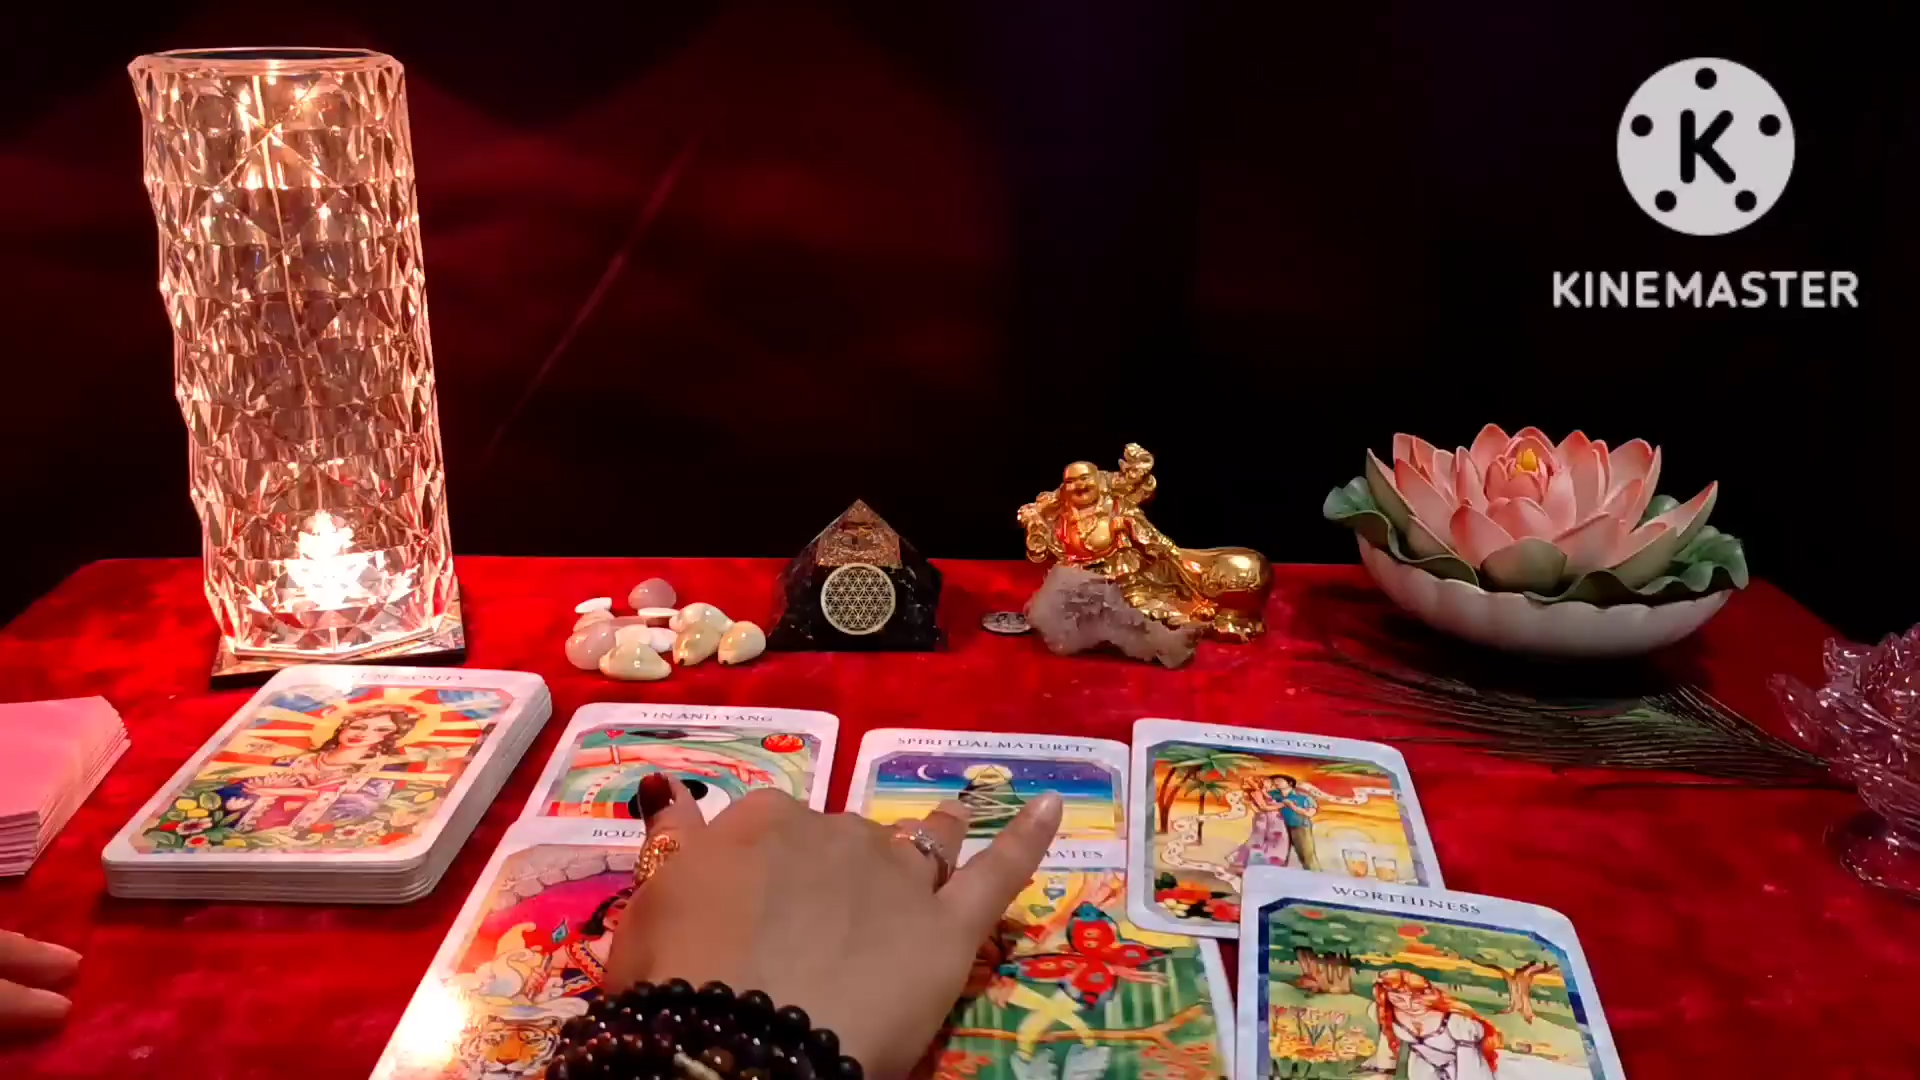 K
KINEMASTER
YIN AND YANG
SPIRITUAL MATURITY
CONNECTION
WORTHINESS